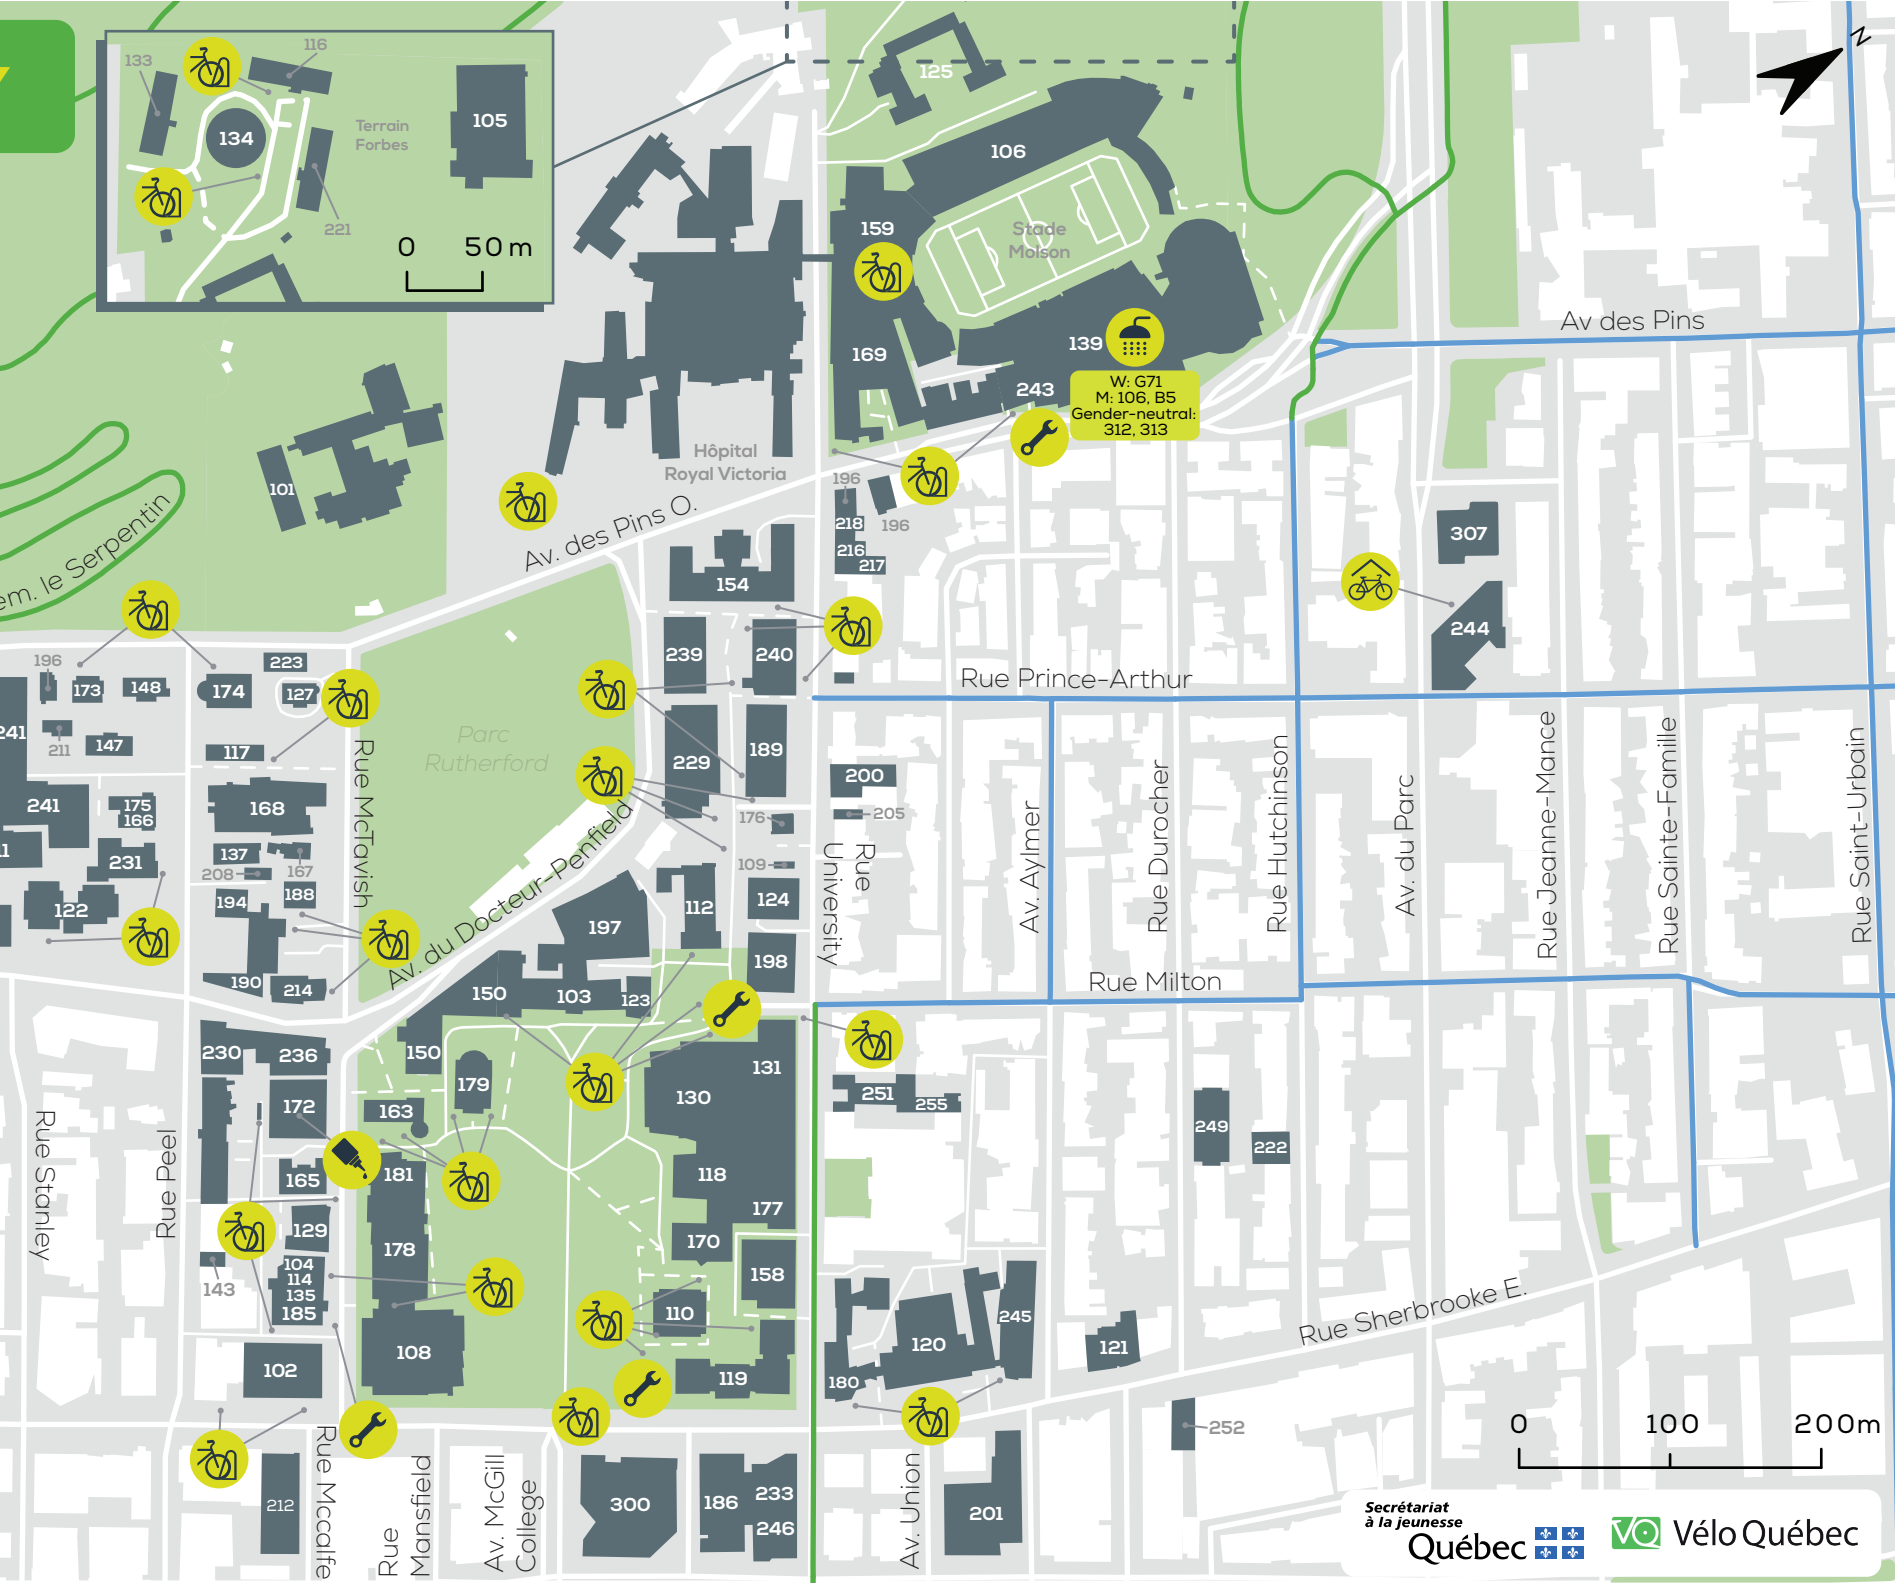 116
133
134
Terrain
Forbes
105
221
0 50 m
125
106
159
Stade
Molson
169
139
243
W: G71
M: 106, B5
Gender-neutral:
312, 313
N
Av des Pins
Hôpital
Royal Victoria
101
em. le Serpentin
Av. des Pins O.
196
196
218
216
217
154
307
244
239
240
Rue Prince-Arthur
196
173
148
174
223
127
241
211
147
117
Parc
Rutherford
229
189
200
205
176
109
241
175
166
168
137
231
208
167
188
194
122
190
214
Rue McTavish
Av. du Docteur-Penfield
197
112
124
198
Rue
University
Av. Aylmer
Rue Durocher
Rue Hutchinson
Av. du Parc
Rue Jeanne-Mance
Rue Sainte-Famille
Rue Saint-Urbain
Rue Milton
150
103
123
150
179
163
230
236
172
131
130
251
255
249
222
Rue Stanley
Rue Peel
165
181
118
177
129
178
170
158
143
104
114
135
185
110
102
108
119
120
180
245
121
Rue Sherbrooke E.
252
0 100 200m
212
Rue Mccalfe
Rue
Mansfield
Av. McGill
College
300
186
233
246
Av. Union
201
Secrétariat
à la jeunesse
Québec
VQ Vélo Québec